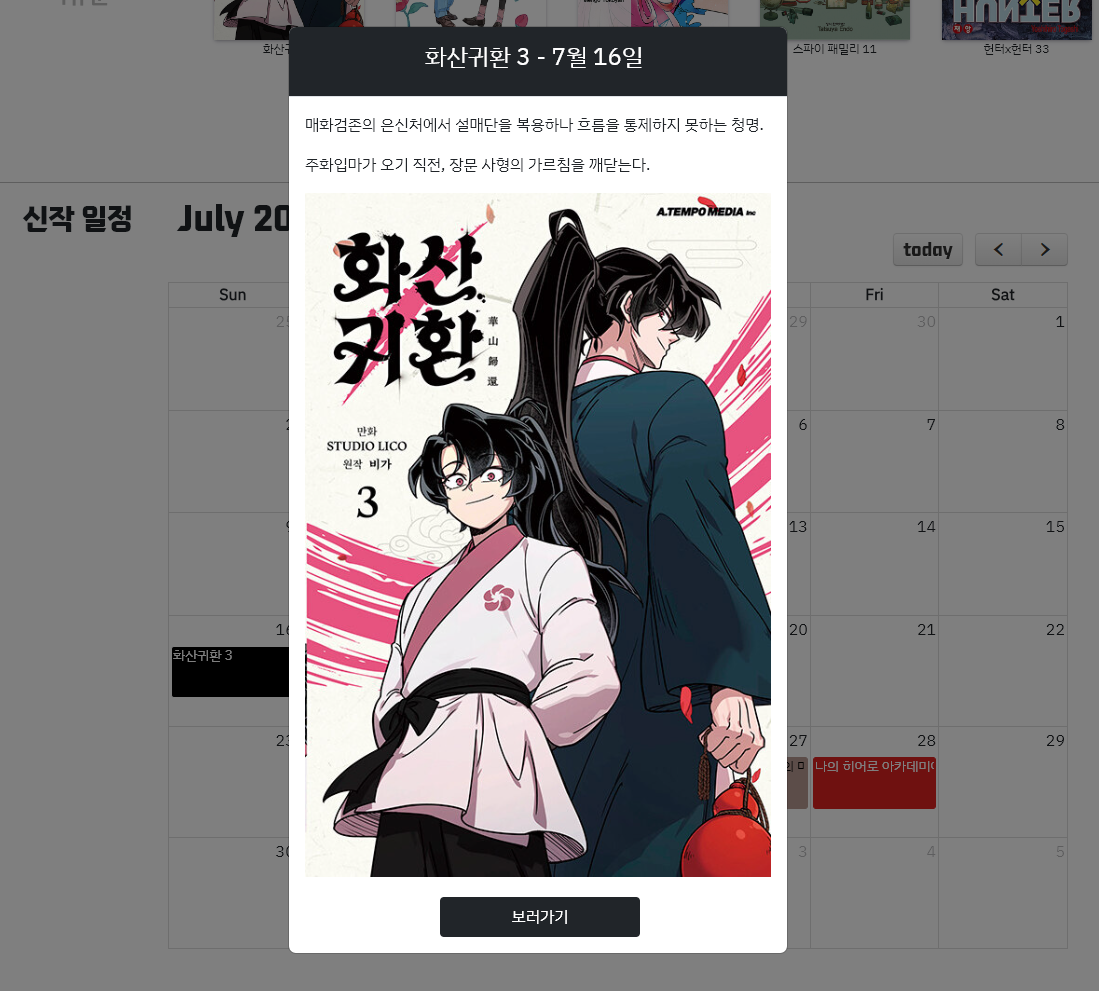 Tatsuya Endo
HUNTER
스파이 패밀리 11
헌터x헌터 33
화산귀환 3 - 7월 16일
매화검존의 은신처에서 설매단을 복용하나 흐름을 통제하지 못하는 청명.
주화입마가 오기 직전, 장문 사형의 가르침을 깨닫는다.
A.TEMPO MEDIA Inc
화산
귀환
華山歸還
만화
STUDIO LICO
원작 비가
3
보러가기
신작 일정
July 20
today
Sun
Fri
Sat
29
30
1
6
7
8
13
14
15
16
20
21
22
화산귀환 3
27
28
29
나의 히어로 아카데미
30
3
4
5